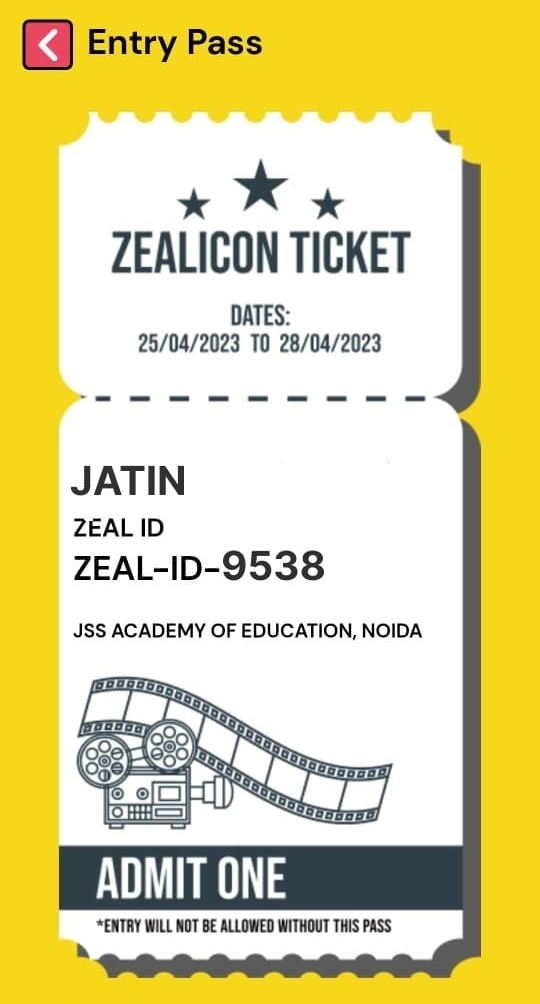 Entry Pass
ZEALICON TICKET
DATES:
25/04/2023 TO 28/04/2023
JATIN
ZEAL ID
ZEAL-ID-9538
JSS ACADEMY OF EDUCATION, NOIDA
ADMIT ONE
*ENTRY WILL NOT BE ALLOWED WITHOUT THIS PASS